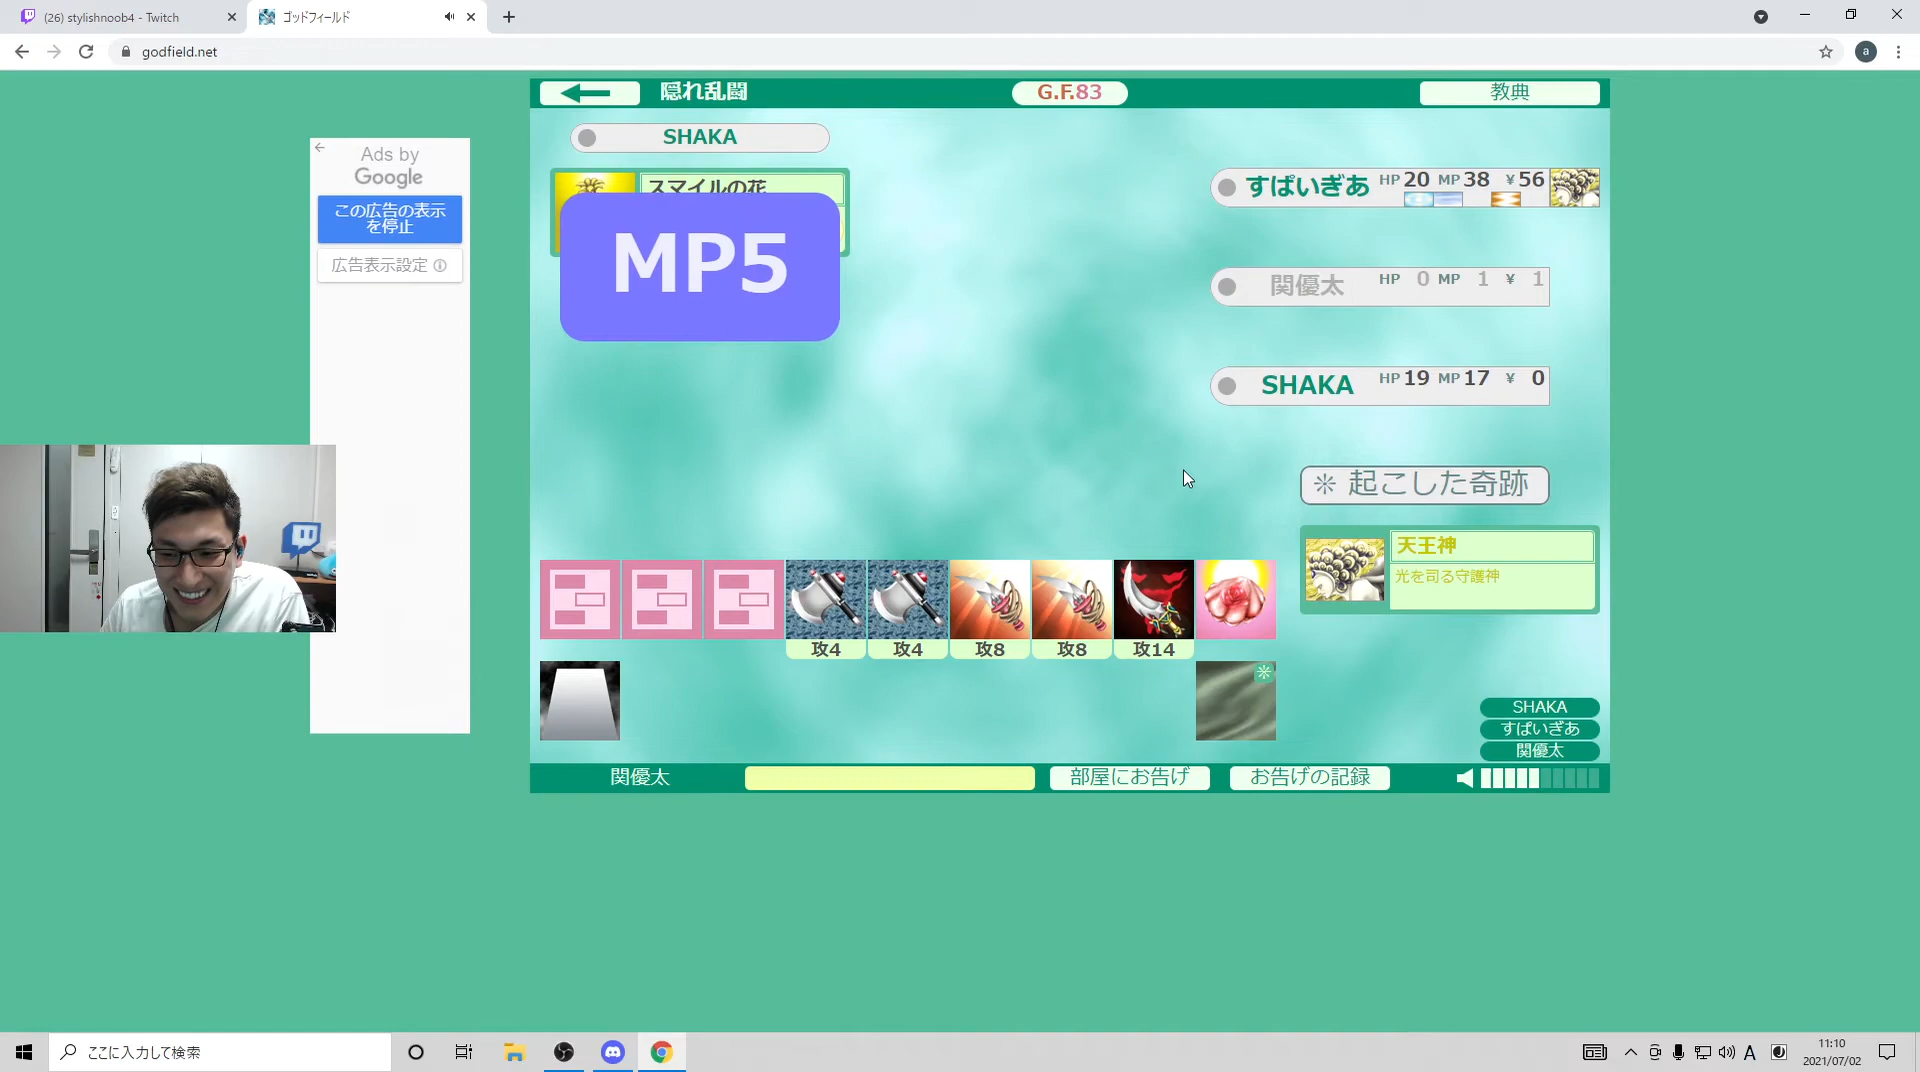 (26) stylishnoob4 - Twitch
ゴッドフィールド
godfield.net
a
隠れ乱闘
G.F.83
教典
SHAKA
Ads by
Google
この広告の表示
を停止
広告表示設定
スマイルの花
MP5
すぱいぎあ HP 20 MP 38 ¥ 56
関優太 HP 0 MP 1 ¥ 1
SHAKA HP 19 MP 17 ¥ 0
起こした奇跡
天王神
光を司る守護神
攻4
攻4
攻8
攻8
攻14
SHAKA
すぱいぎあ
関優太
関優太
部屋にお告げ
お告げの記録
ここに入力して検索
A
11:10
2021/07/02